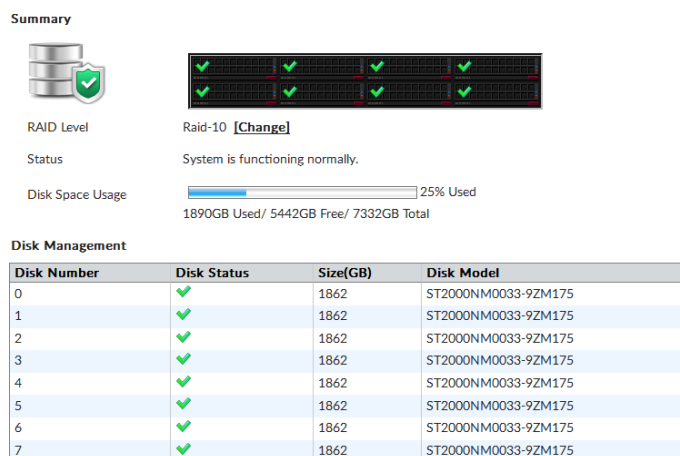 Summary
RAID Level Raid-10 [Change]
Status System is functioning normally.
Disk Space Usage 25% Used
1890GB Used/ 5442GB Free/ 7332GB Total
Disk Management
Disk Number Disk Status Size(GB) Disk Model
0 1862 ST2000NM0033-9ZM175
1 1862 ST2000NM0033-9ZM175
2 1862 ST2000NM0033-9ZM175
3 1862 ST2000NM0033-9ZM175
4 1862 ST2000NM0033-9ZM175
5 1862 ST2000NM0033-9ZM175
6 1862 ST2000NM0033-9ZM175
7 1862 ST2000NM0033-9ZM175